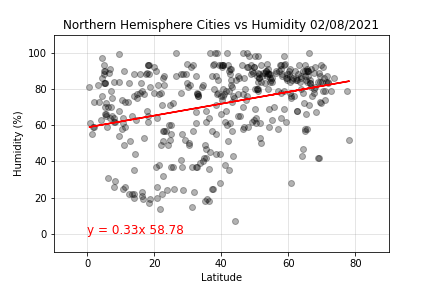 Northern Hemisphere Cities vs Humidity 02/08/2021
100
80
60
40
20
0
Humidity (%)
y = 0.33x 58.78
0
20
40
60
80
Latitude